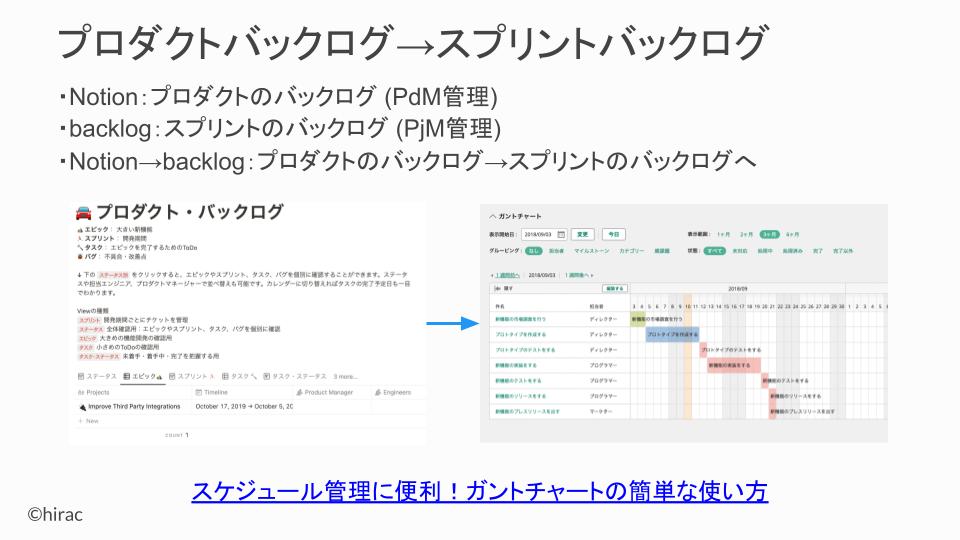 プロダクトバックログ→スプリントバックログ
・Notion：プロダクトのバックログ (PdM管理)
・backlog：スプリントのバックログ (PjM管理)
・Notion→backlog：プロダクトのバックログ→スプリントのバックログへ
プロダクト・バックログ
エピック： 大きい新機能
スプリント： 開発期間
タスク： エピックを完了するためのToDo
バグ： 不具合・改善点
↓ 下の ステータス別 をクリックすると、エピックやスプリント、タスク、バグを個別に確認することができます。ステータ
スや担当エンジニア、プロダクトマネージャーで並べ替えも可能です。カレンダーに切り替えればタスクの完了予定日も一目
でわかります。
Viewの種類
スプリント 開発期間ごとにチケットを管理
ステータス 全体確認用：エピックやスプリント、タスク、バグを個別に確認
エピック 大きめの機能開発の確認用
タスク 小さめのToDoの確認用
タスク-ステータス 未着手・着手中・完了を把握する用
ステータス エピック スプリント タスク タスク・ステータス 3 more...
Projects Timeline Product Manager Engineers
Improve Third Party Integrations October 17, 2019 → October 5, 20
+ New
COUNT 1
ガントチャート
表示開始日： 2018/09/03 変更 今日 表示範囲： 1ヶ月 2ヶ月 3ヶ月 6ヶ月
グルーピング： なし 担当者 マイルストーン カテゴリー 親課題 状態： すべて 未対応 処理中 処理済み 完了 完了以外
1 週間前へ 2018/09/03 1 週間後へ
隠す 編集する 2018/09
件名 担当者 3 4 5 6 7 8 9 10 11 12 13 14 15 16 17 18 19 20 21 22 23 24 25 26 27 28 29 30 1 2 3 4 5
新機能の市場調査を行う ディレクター 新機能の市場調査を行う
プロトタイプを作成する ディレクター プロトタイプを作成する
プロトタイプのテストをする ディレクター プロトタイプのテストをする
新機能の実装をする プログラマー 新機能の実装をする
新機能のテストをする プログラマー 新機能のテストをする
新機能のリリースをする プログラマー 新機能のリリースをする
新機能のプレスリリースを出す マーケター 新機能のプレスリリースを出す
スケジュール管理に便利！ガントチャートの簡単な使い方
©hirac